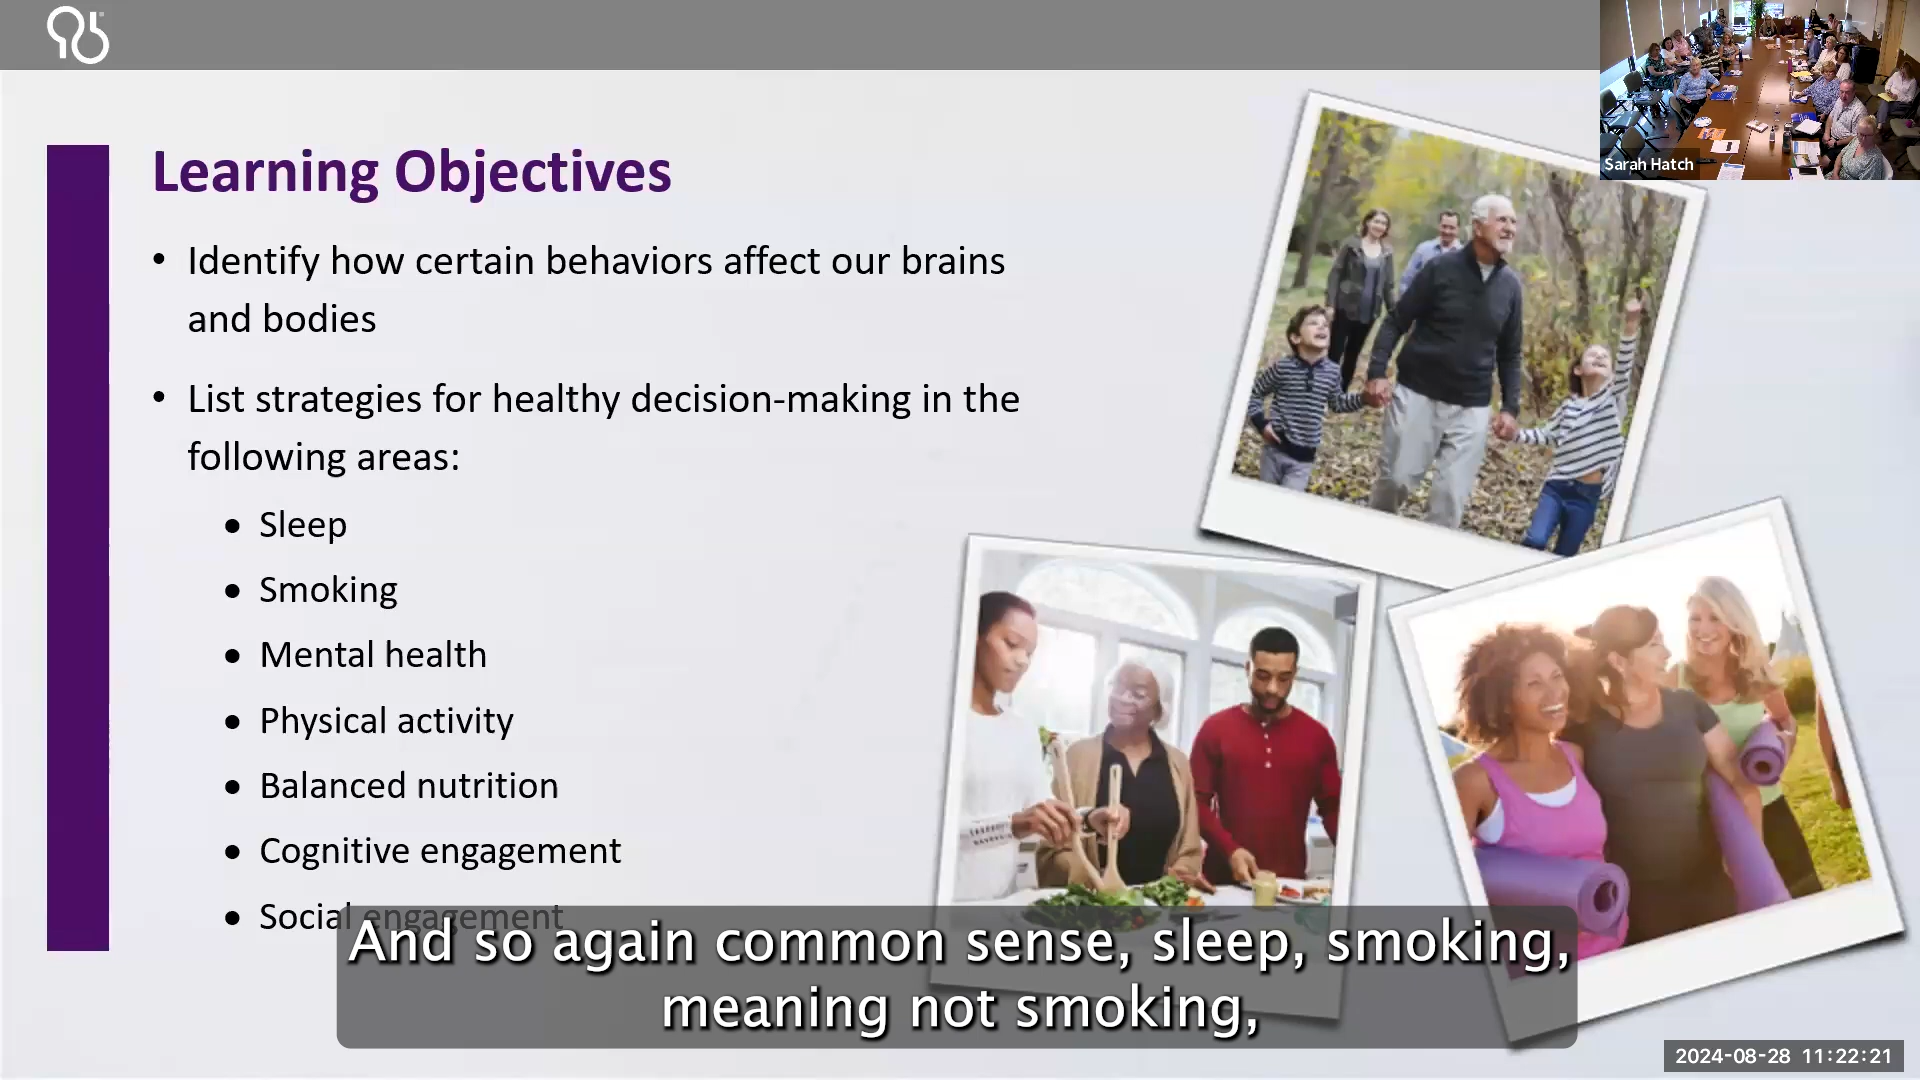 Sarah Hatch
Learning Objectives
• Identify how certain behaviors affect our brains
and bodies
• List strategies for healthy decision-making in the
following areas:
• Sleep
• Smoking
• Mental health
• Physical activity
• Balanced nutrition
• Cognitive engagement
• Social engagement
And so again common sense, sleep, smoking,
meaning not smoking,
2024-08-28 11:22:21